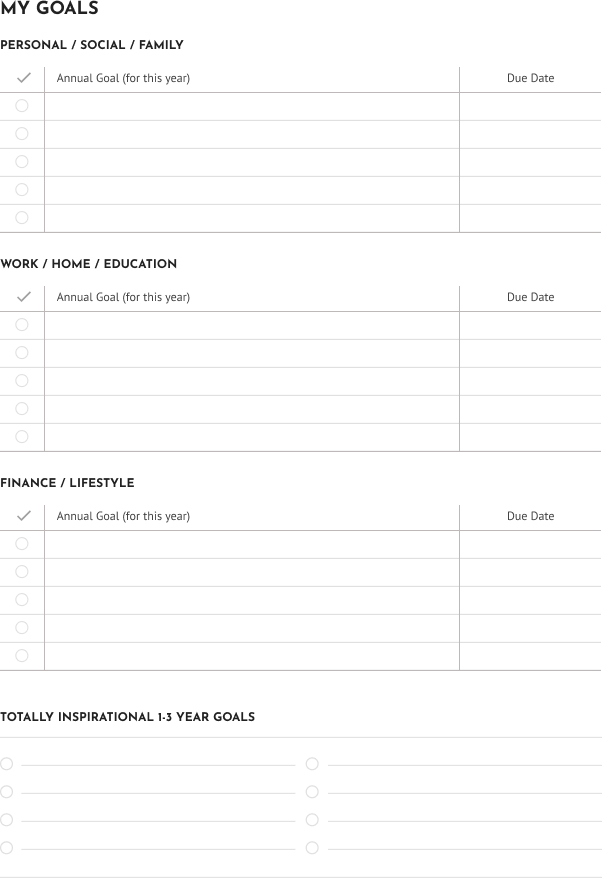 MY GOALS
PERSONAL / SOCIAL / FAMILY
Annual Goal (for this year) Due Date
WORK / HOME / EDUCATION
Annual Goal (for this year) Due Date
FINANCE / LIFESTYLE
Annual Goal (for this year) Due Date
TOTALLY INSPIRATIONAL 1-3 YEAR GOALS